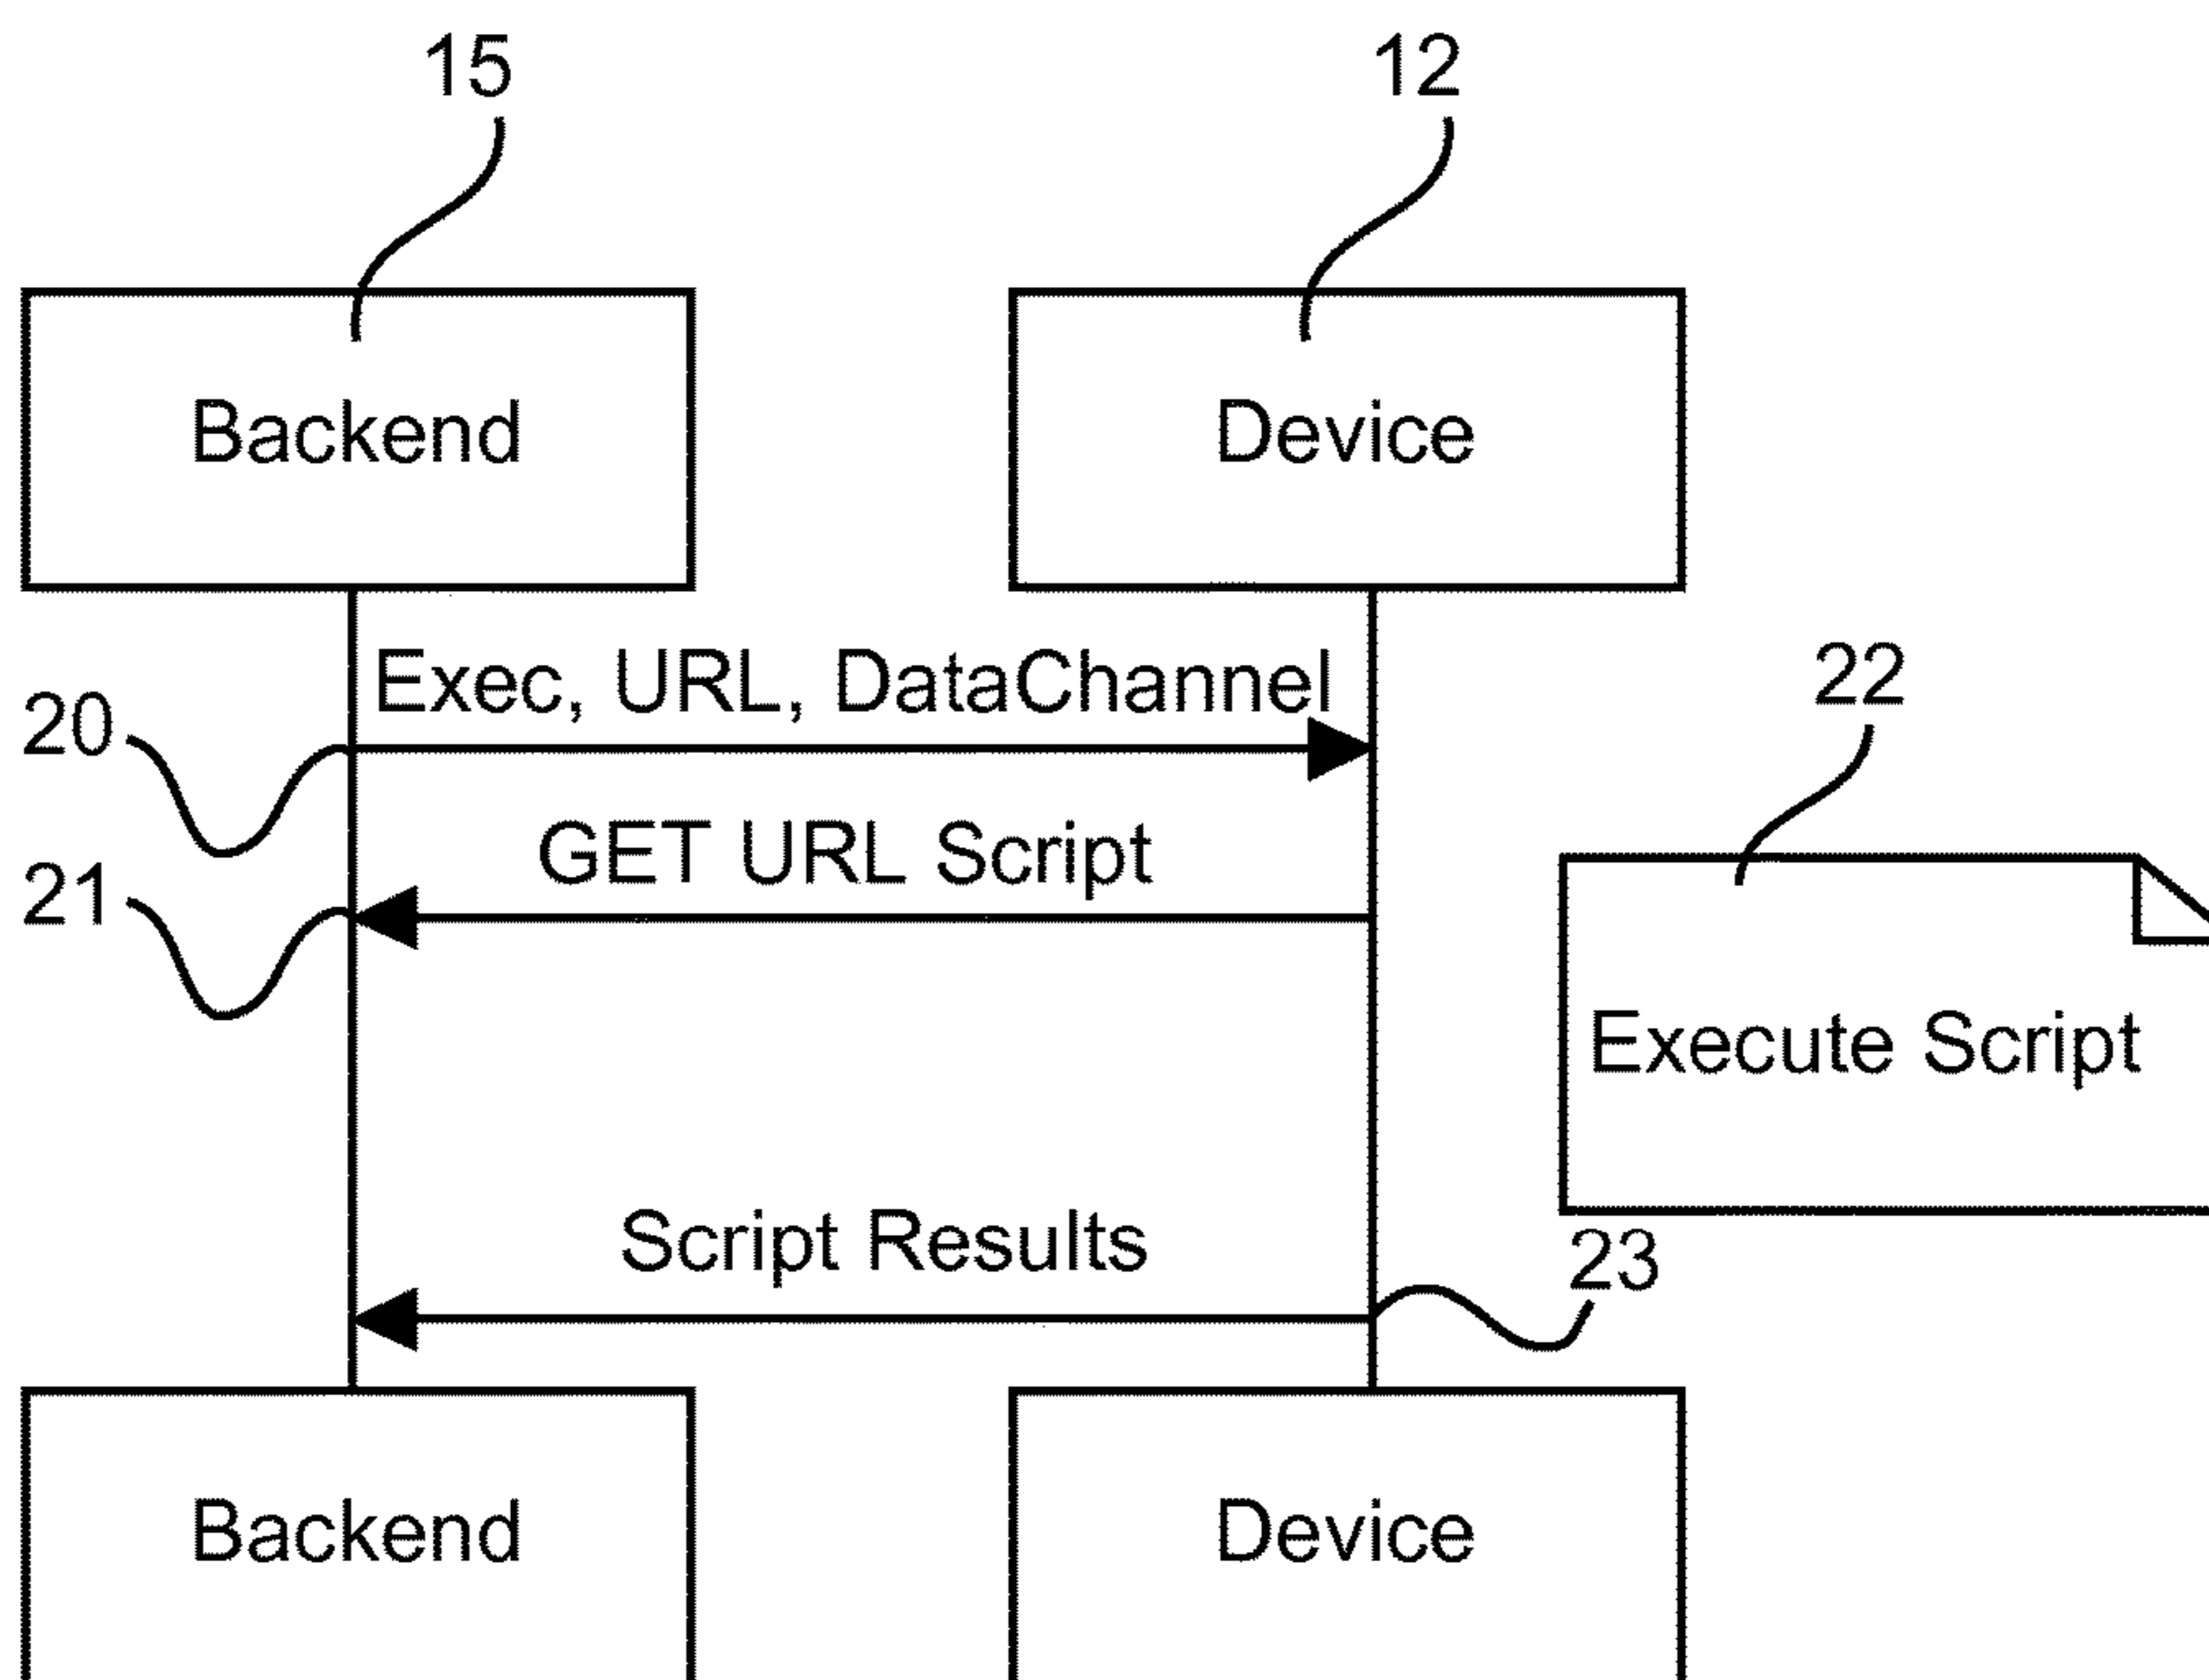 15
12
Backend
Device
Exec, URL, DataChannel
20
22
GET URL Script
21
Execute Script
Script Results
23
Backend
Device